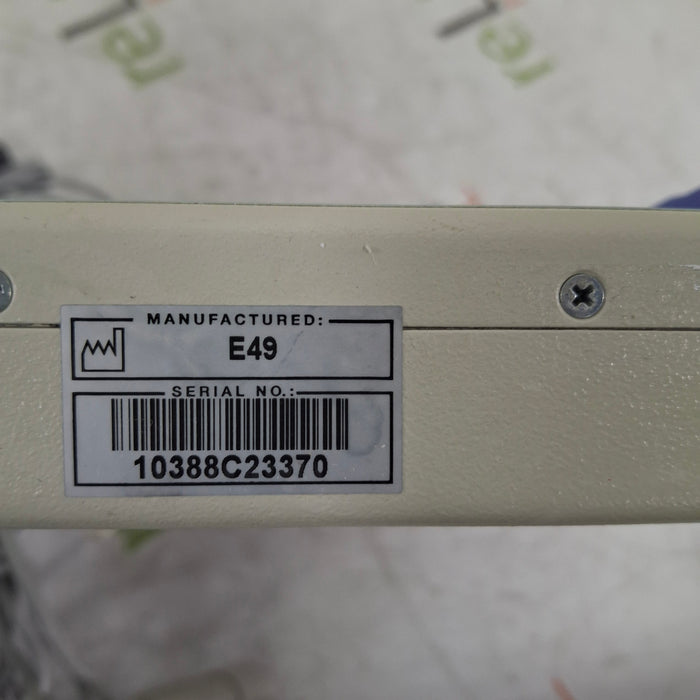 MANUFACTURED:
E49
SERIAL NO.:
10388C23370